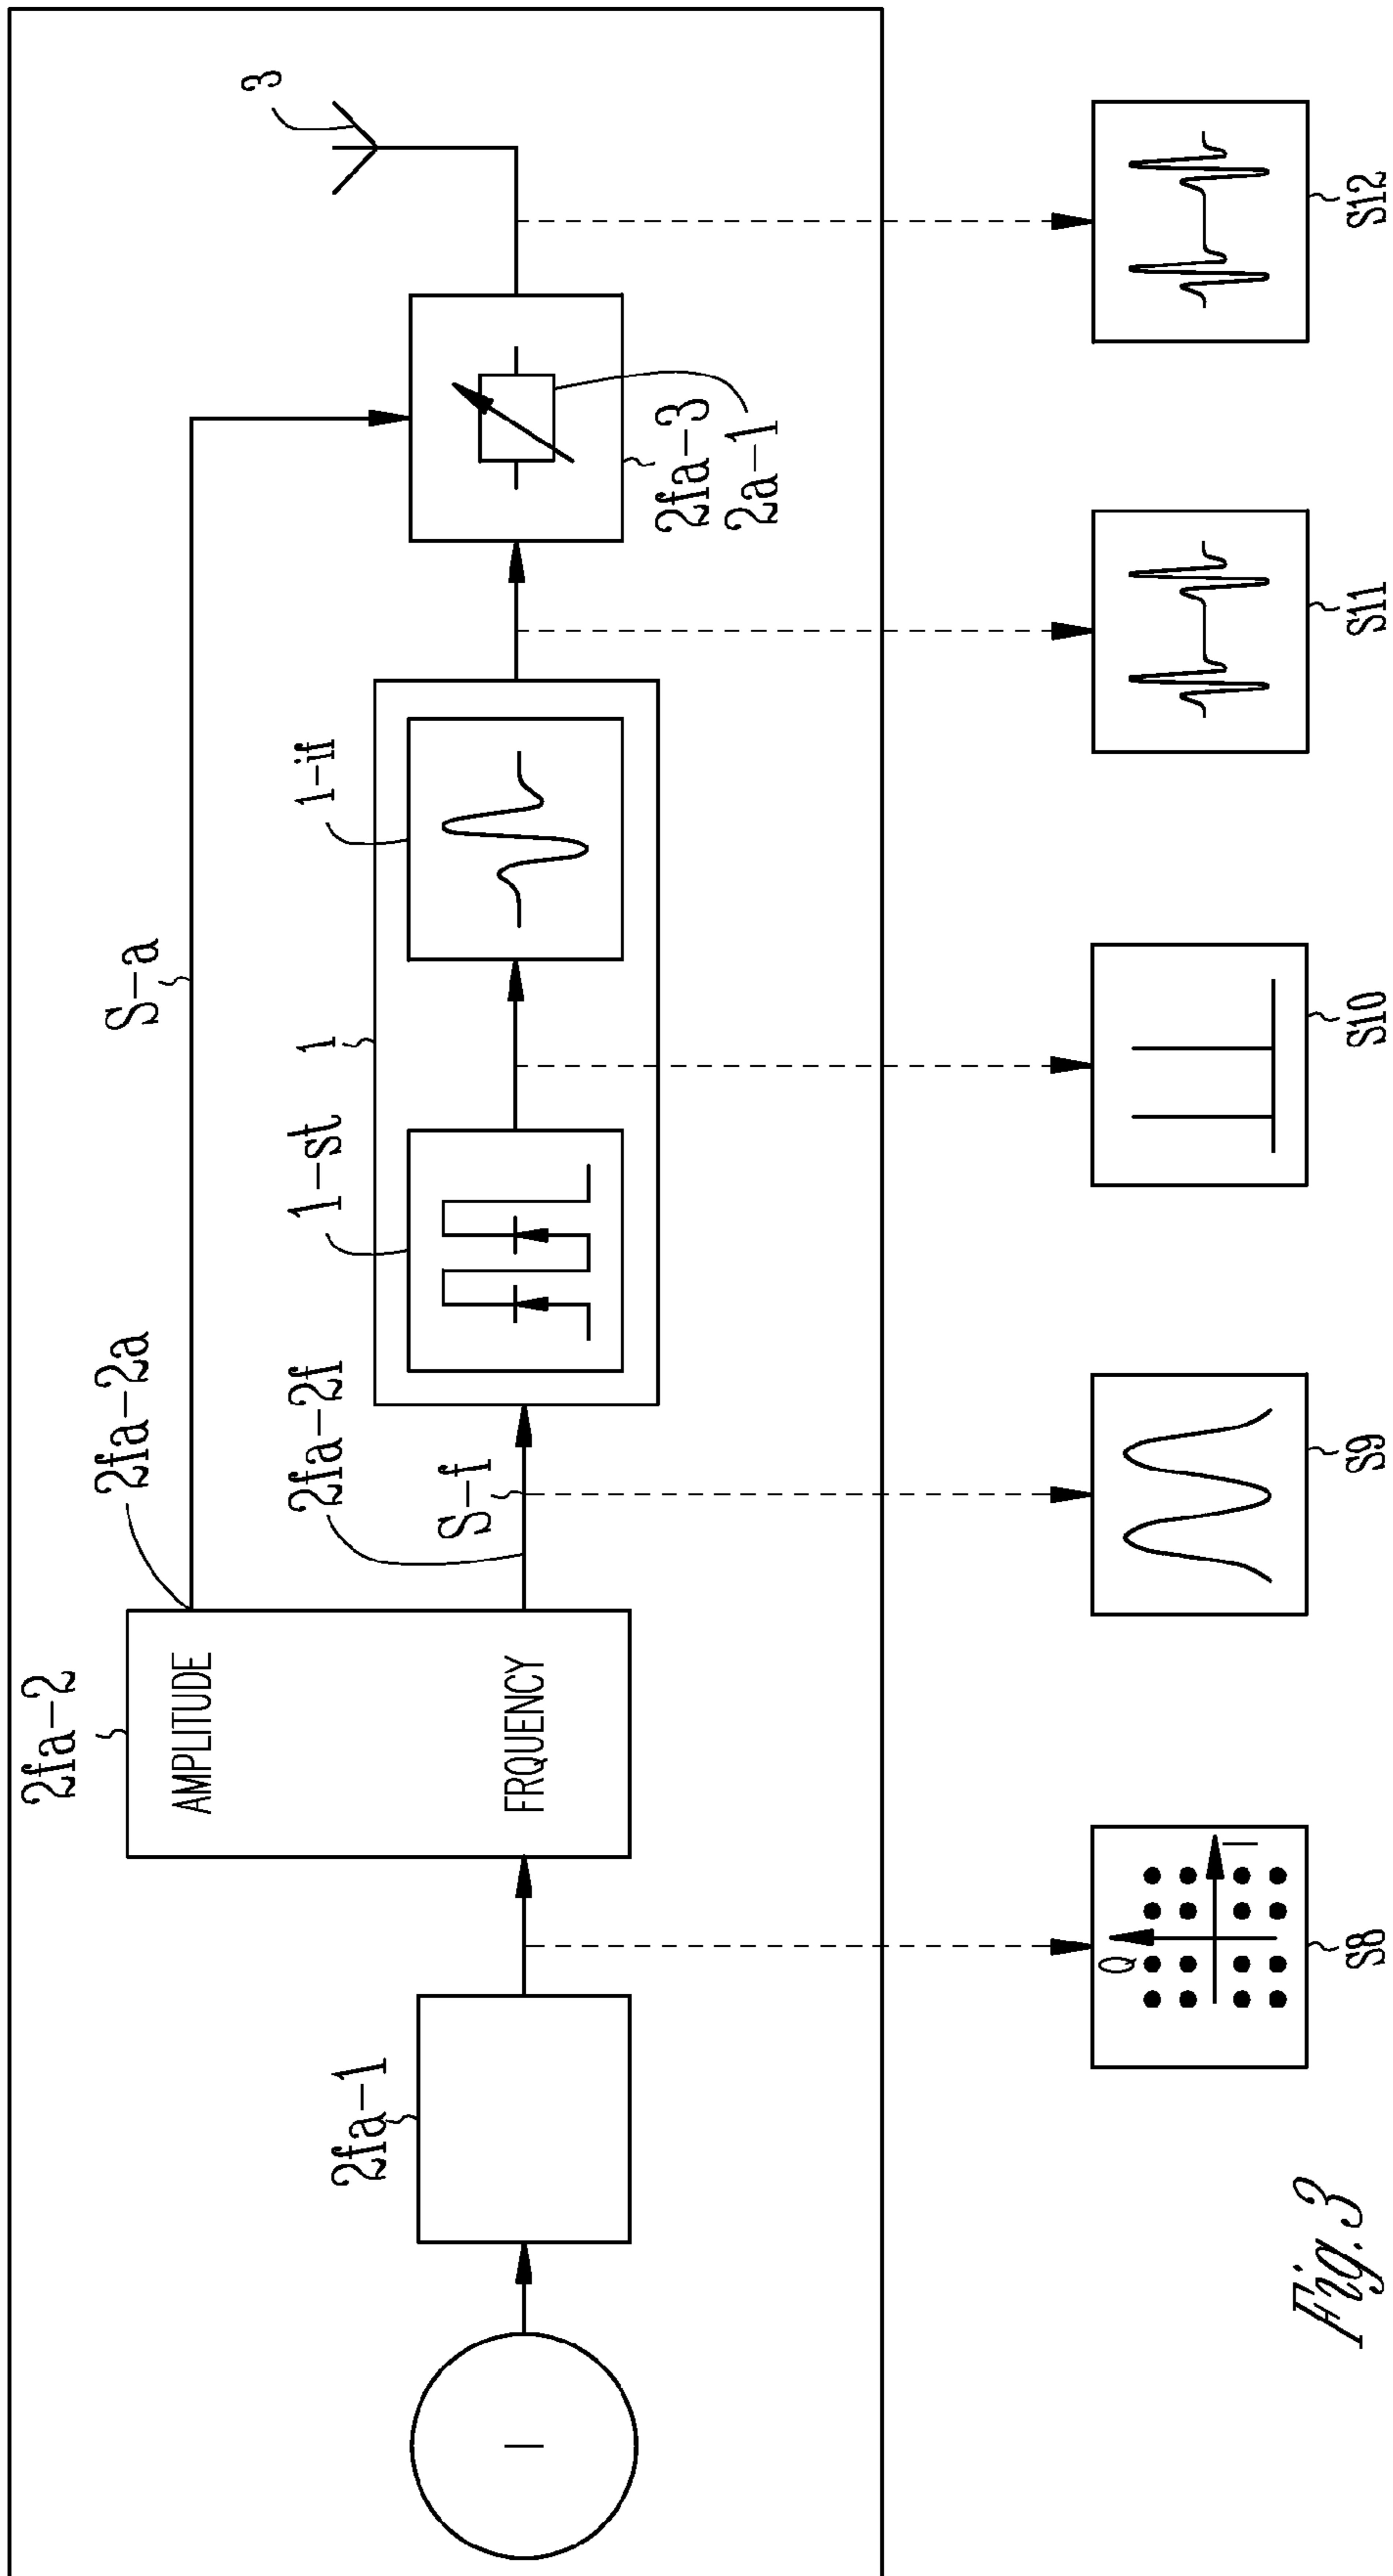 2fa-2
AMPLITUDE
FRQUENCY
2fa-2a
S-a
3
I
2fa-1
2fa-2f
S-f
1-st
1
1-if
2fa-3
2a-1
Q
I
S8
S9
S10
S11
S12
Fig. 3